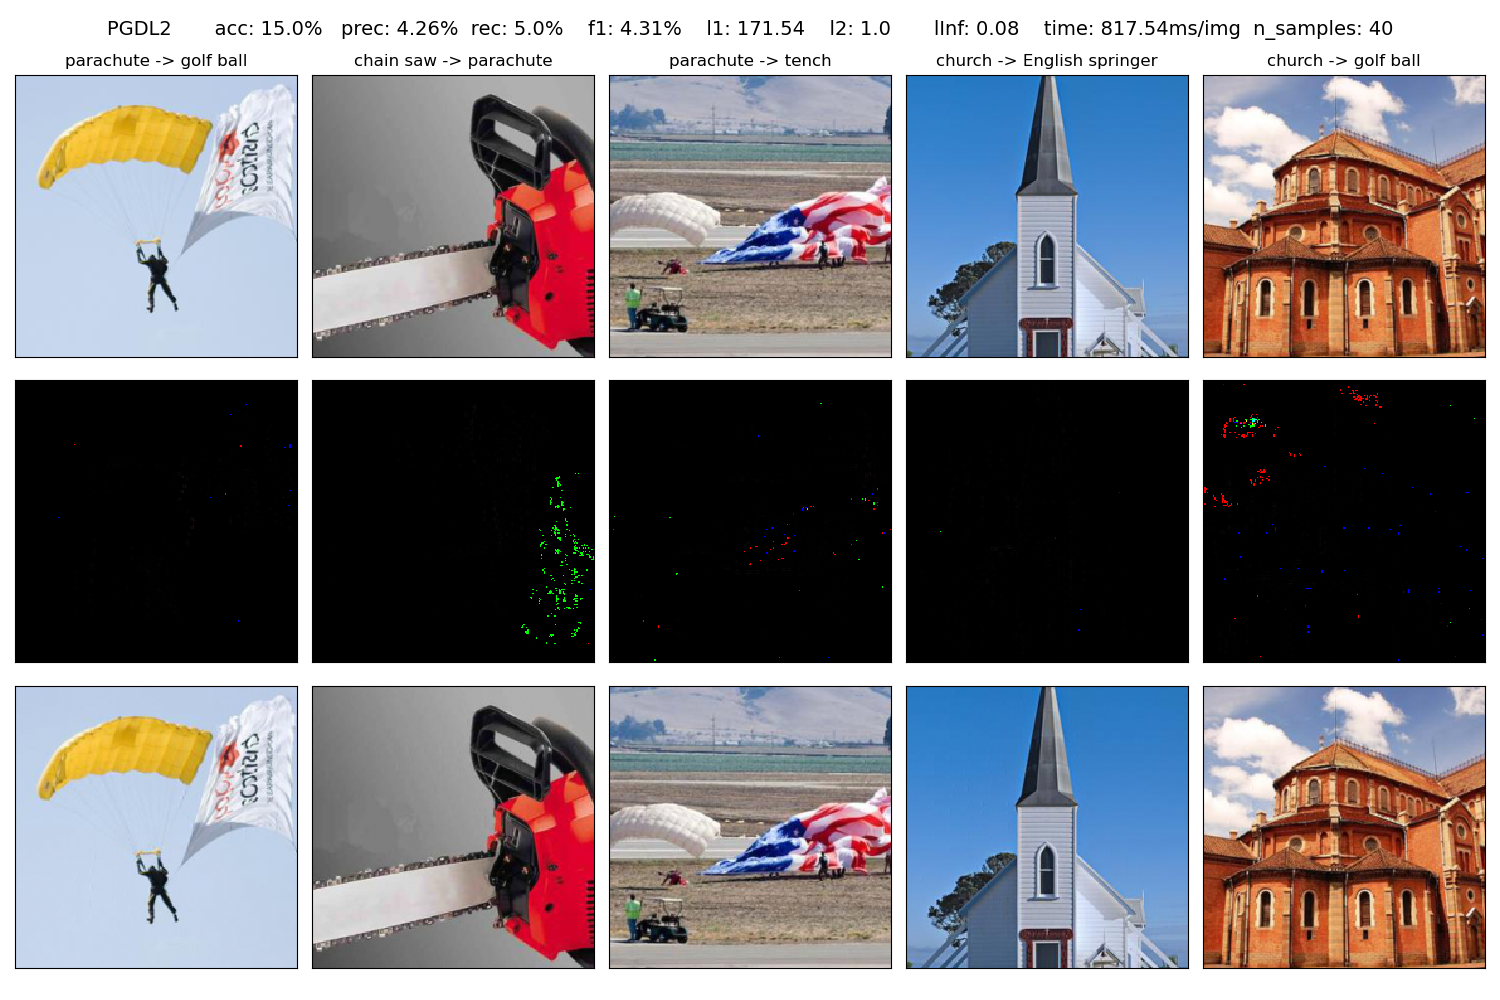 PGDL2 acc: 15.0% prec: 4.26% rec: 5.0% f1: 4.31% l1: 171.54 l2: 1.0 lInf: 0.08 time: 817.54ms/img n_samples: 40
parachute -> golf ball
chain saw -> parachute
parachute -> tench
church -> English springer
church -> golf ball